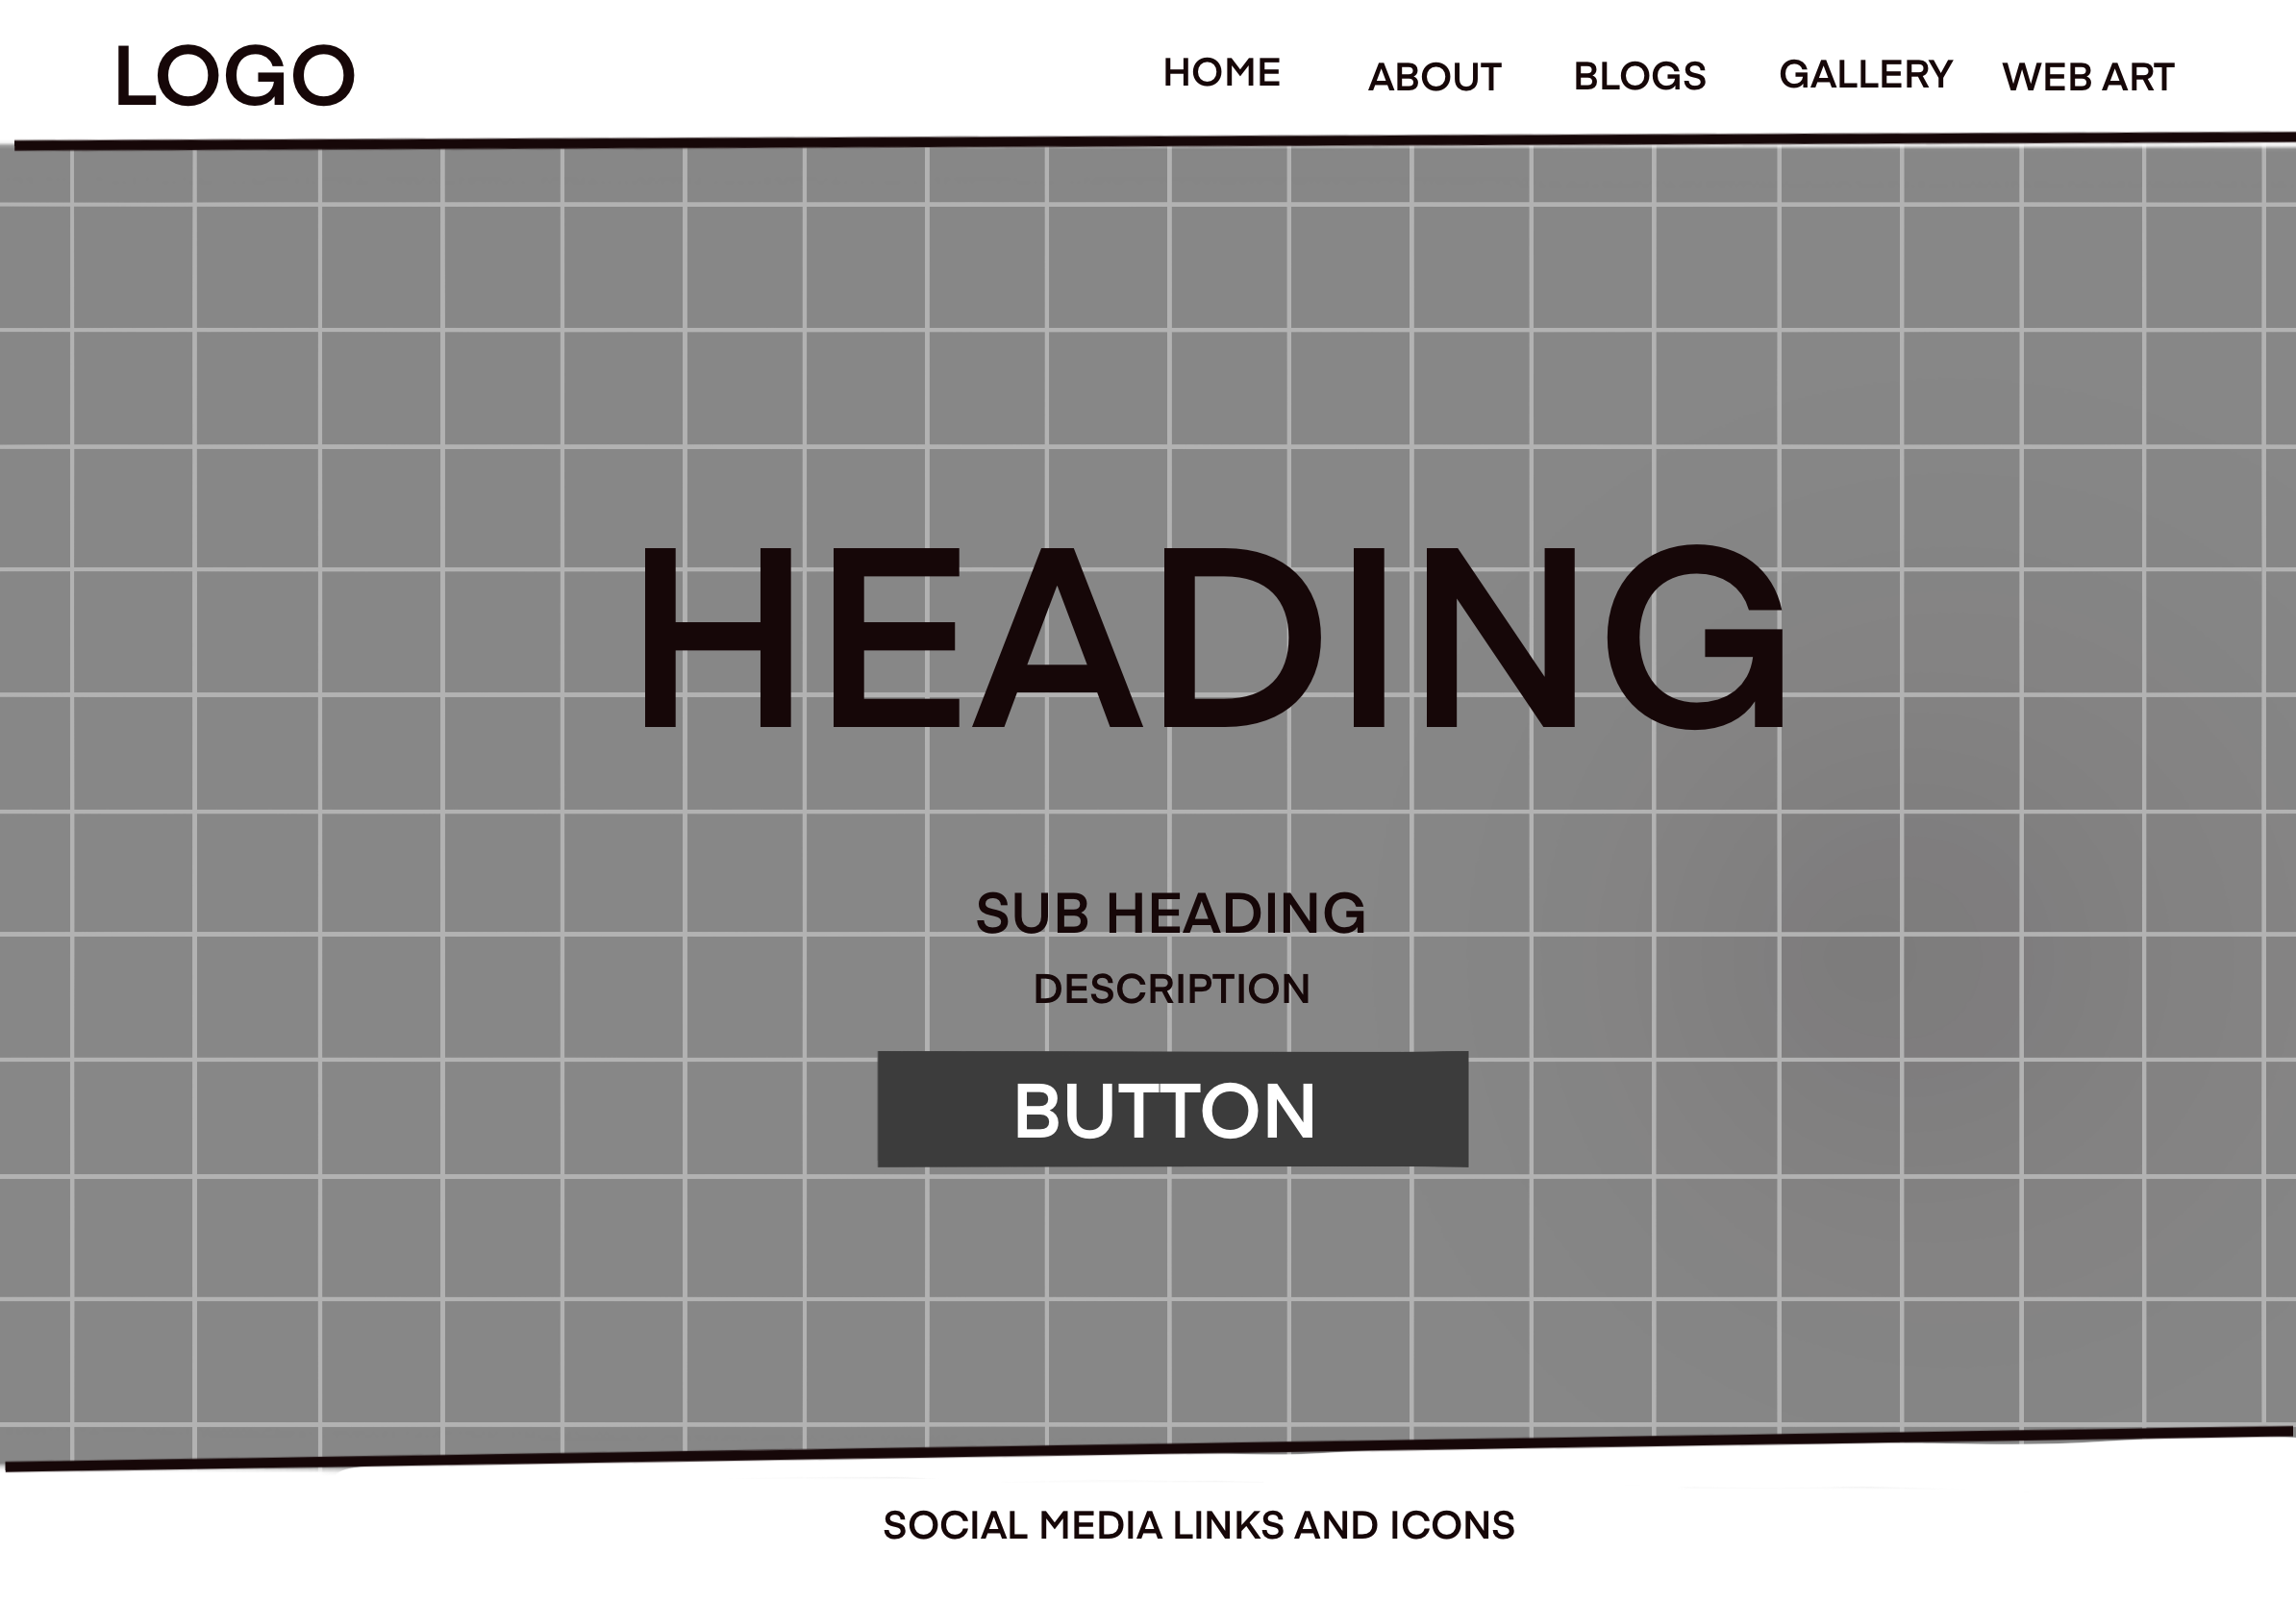 LOGO
HOME ABOUT BLOGS GALLERY WEB ART
HEADING
SUB HEADING
DESCRIPTION
BUTTON
SOCIAL MEDIA LINKS AND ICONS